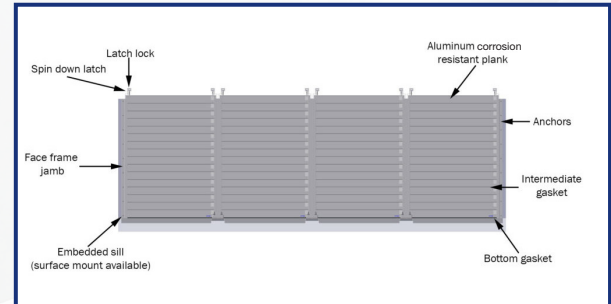 Latch lock
Spin down latch
Aluminum corrosion
resistant plank
Anchors
Face frame
jamb
Intermediate
gasket
Embedded sill
(surface mount available)
Bottom gasket